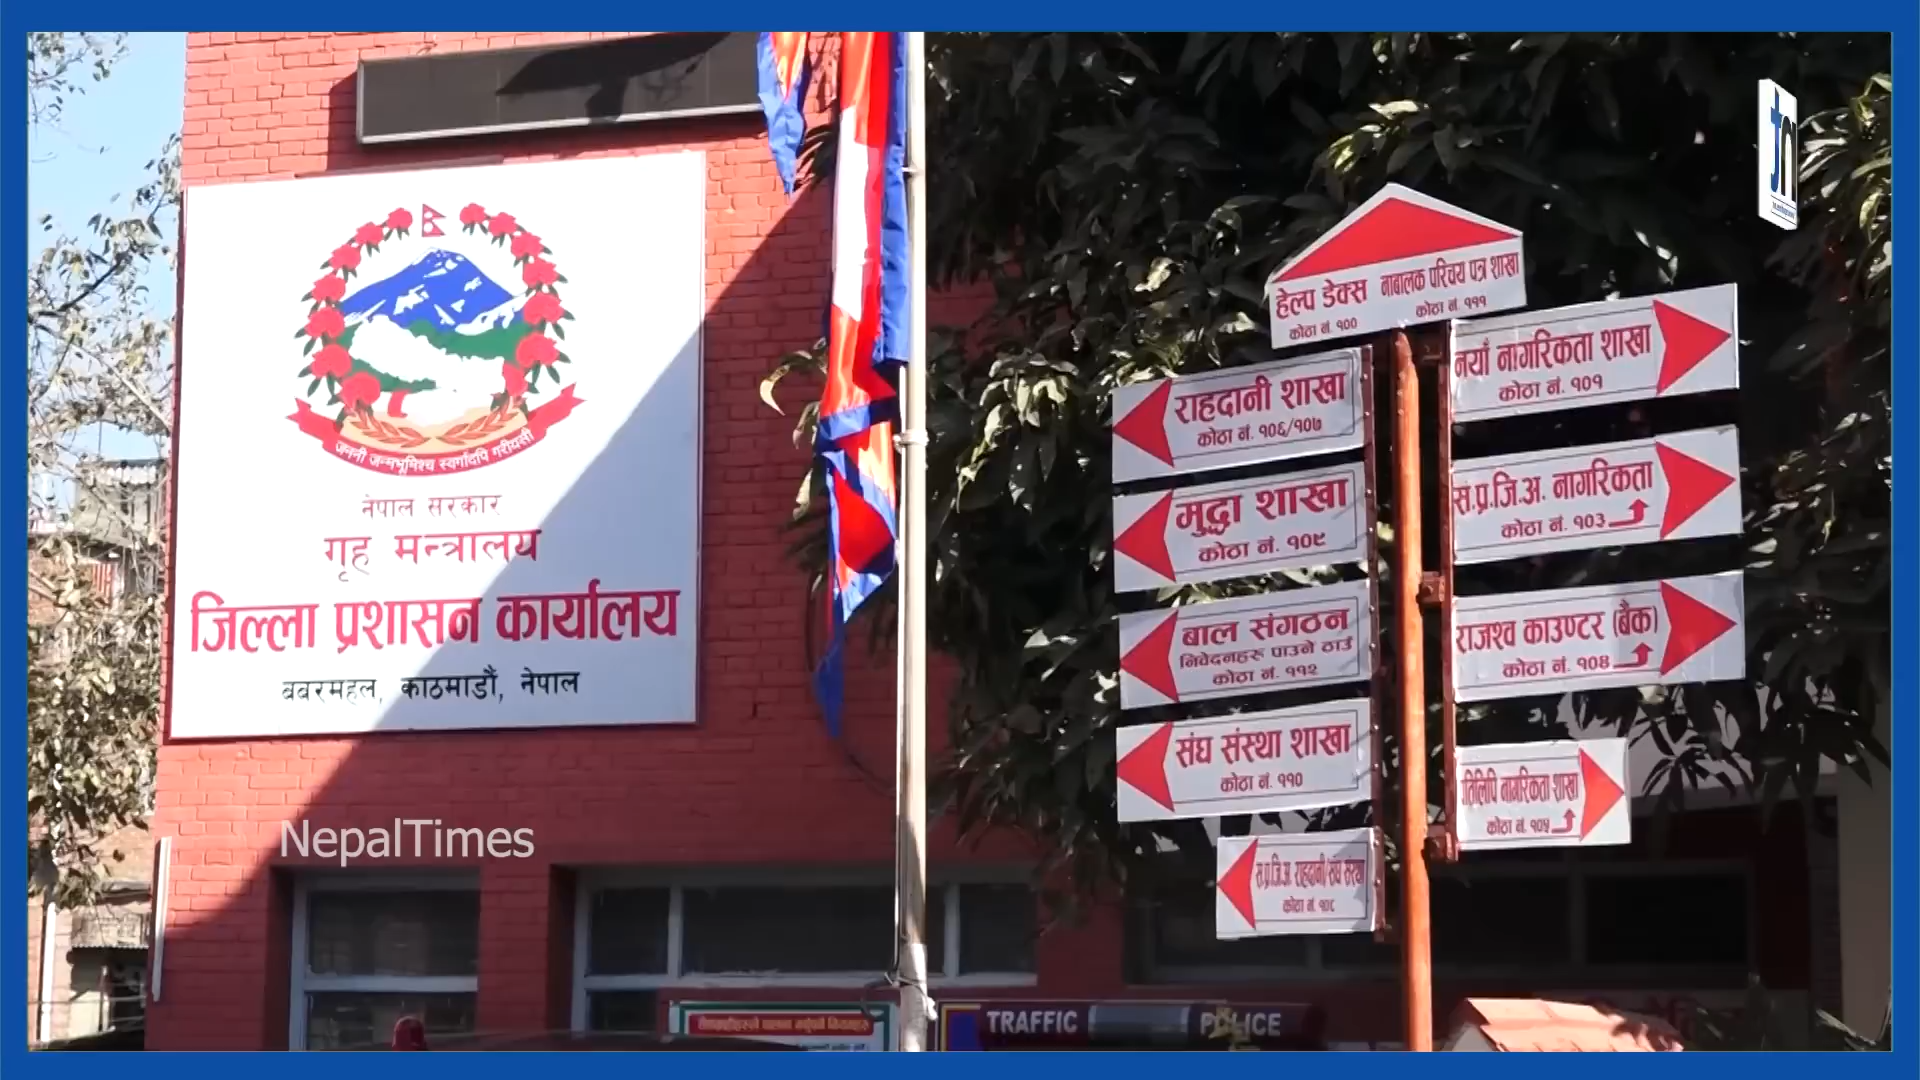 जननी जन्मभूमिश्च स्वर्गादपि गरीयसी
नेपाल सरकार
गृह मन्त्रालय
जिल्ला प्रशासन कार्यालय
बबरमहल, काठमाडौं, नेपाल
NepalTimes
हेल्प डेक्स
कोठा नं. १००
नाबालक परिचय पत्र शाखा
कोठा नं. १११
राहदानी शाखा
कोठा नं. १०६/१०७
मुद्धा शाखा
कोठा नं. १०९
बाल संगठन
निवेदनहरु पाउने ठाउँ
कोठा नं. ११२
संघ संस्था शाखा
कोठा नं. ११०
स.प्र.जि.अ. राहदानी/संघ संस्था
कोठा नं. १०८
नयाँ नागरिकता शाखा
कोठा नं. १०१
स.प्र.जि.अ. नागरिकता
कोठा नं. १०३
राजश्व काउण्टर (बैंक)
कोठा नं. १०४
तिलिपि नागरिकता शाखा
कोठा नं. १०५
TRAFFIC POLICE